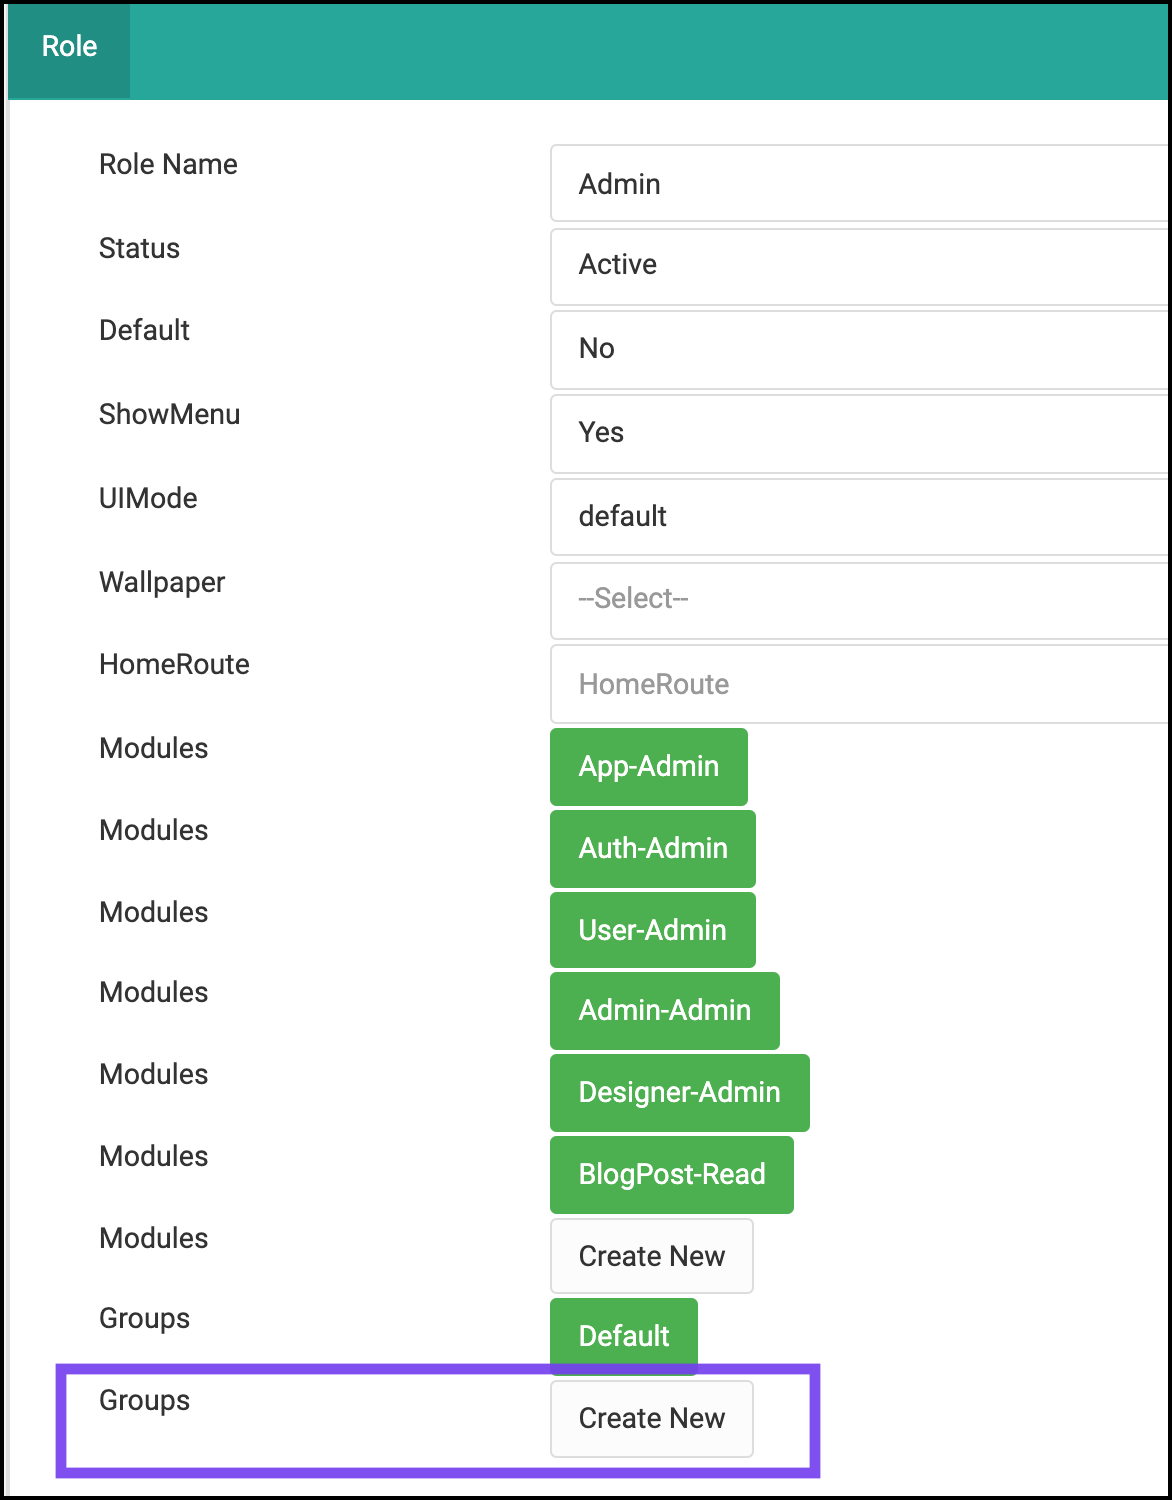 Role
Role Name
Admin
Status
Active
Default
No
ShowMenu
Yes
UIMode
default
Wallpaper
--Select--
HomeRoute
HomeRoute
Modules
App-Admin
Modules
Auth-Admin
Modules
User-Admin
Modules
Admin-Admin
Modules
Designer-Admin
Modules
BlogPost-Read
Modules
Create New
Groups
Default
Groups
Create New